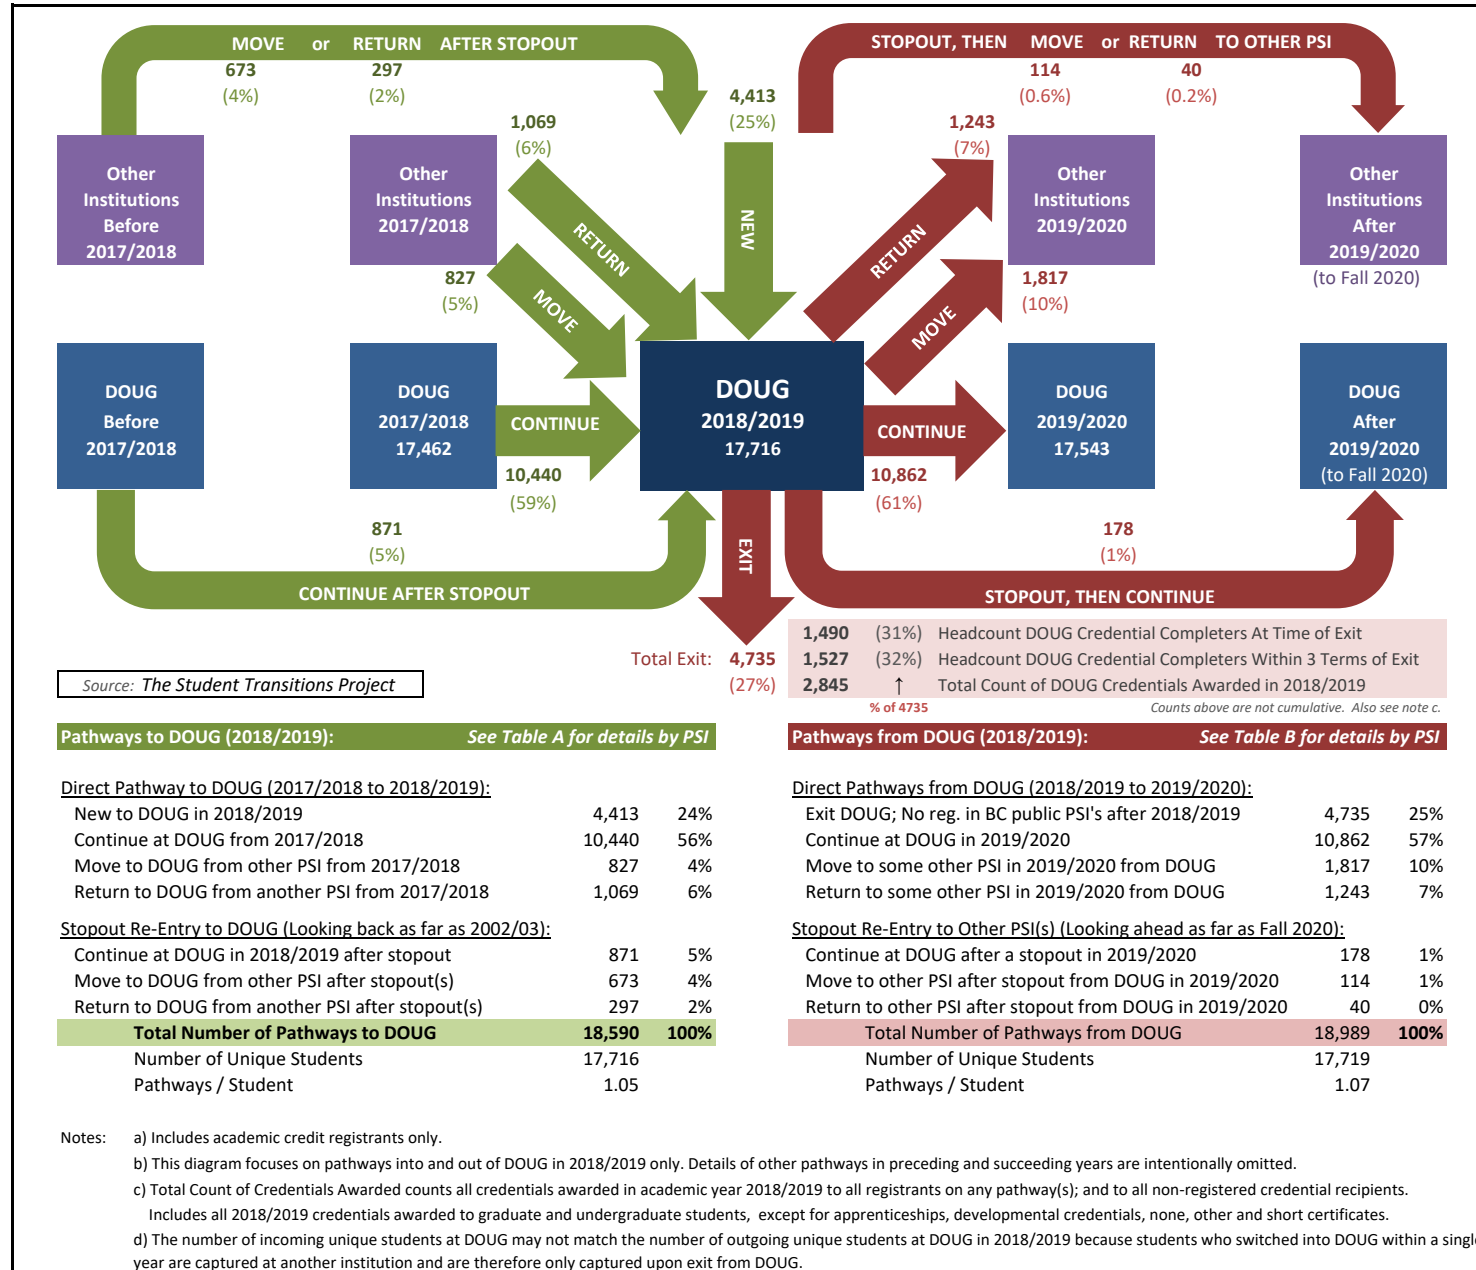 MOVE or RETURN AFTER STOPOUT
673 297
(4%) (2%)
STOPOUT, THEN MOVE or RETURN TO OTHER PSI
114 40
(0.6%) (0.2%)
4,413
(25%)
1,069
(6%)
1,243
(7%)
Other
Institutions
Before
2017/2018
Other
Institutions
2017/2018
NEW
Other
Institutions
2019/2020
Other
Institutions
After
2019/2020
(to Fall 2020)
RETURN
RETURN
827
(5%)
MOVE
1,817
(10%)
MOVE
DOUG
Before
2017/2018
DOUG
2017/2018
17,462
CONTINUE
10,440
(59%)
DOUG
2018/2019
17,716
CONTINUE
10,862
(61%)
DOUG
2019/2020
17,543
DOUG
After
2019/2020
(to Fall 2020)
871
(5%)
CONTINUE AFTER STOPOUT
EXIT
178
(1%)
STOPOUT, THEN CONTINUE
Total Exit: 4,735
(27%)
1,490 (31%) Headcount DOUG Credential Completers At Time of Exit
1,527 (32%) Headcount DOUG Credential Completers Within 3 Terms of Exit
2,845 ↑ Total Count of DOUG Credentials Awarded in 2018/2019
% of 4735 Counts above are not cumulative. Also see note c.
Source: The Student Transitions Project
Pathways to DOUG (2018/2019): See Table A for details by PSI
Direct Pathway to DOUG (2017/2018 to 2018/2019):
New to DOUG in 2018/2019 4,413 24%
Continue at DOUG from 2017/2018 10,440 56%
Move to DOUG from other PSI from 2017/2018 827 4%
Return to DOUG from another PSI from 2017/2018 1,069 6%
Stopout Re-Entry to DOUG (Looking back as far as 2002/03):
Continue at DOUG in 2018/2019 after stopout 871 5%
Move to DOUG from other PSI after stopout(s) 673 4%
Return to DOUG from another PSI after stopout(s) 297 2%
Total Number of Pathways to DOUG 18,590 100%
Number of Unique Students 17,716
Pathways / Student 1.05
Pathways from DOUG (2018/2019): See Table B for details by PSI
Direct Pathways from DOUG (2018/2019 to 2019/2020):
Exit DOUG; No reg. in BC public PSI's after 2018/2019 4,735 25%
Continue at DOUG in 2019/2020 10,862 57%
Move to some other PSI in 2019/2020 from DOUG 1,817 10%
Return to some other PSI in 2019/2020 from DOUG 1,243 7%
Stopout Re-Entry to Other PSI(s) (Looking ahead as far as Fall 2020):
Continue at DOUG after a stopout in 2019/2020 178 1%
Move to other PSI after stopout from DOUG in 2019/2020 114 1%
Return to other PSI after stopout from DOUG in 2019/2020 40 0%
Total Number of Pathways from DOUG 18,989 100%
Number of Unique Students 17,719
Pathways / Student 1.07
Notes: a) Includes academic credit registrants only.
b) This diagram focuses on pathways into and out of DOUG in 2018/2019 only. Details of other pathways in preceding and succeeding years are intentionally omitted.
c) Total Count of Credentials Awarded counts all credentials awarded in academic year 2018/2019 to all registrants on any pathway(s); and to all non-registered credential recipients.
Includes all 2018/2019 credentials awarded to graduate and undergraduate students, except for apprenticeships, developmental credentials, none, other and short certificates.
d) The number of incoming unique students at DOUG may not match the number of outgoing unique students at DOUG in 2018/2019 because students who switched into DOUG within a single
year are captured at another institution and are therefore only captured upon exit from DOUG.